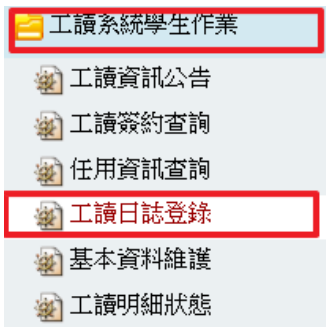 工讀系統學生作業
工讀資訊公告
工讀簽約查詢
任用資訊查詢
工讀日誌登錄
基本資料維護
工讀明細狀態